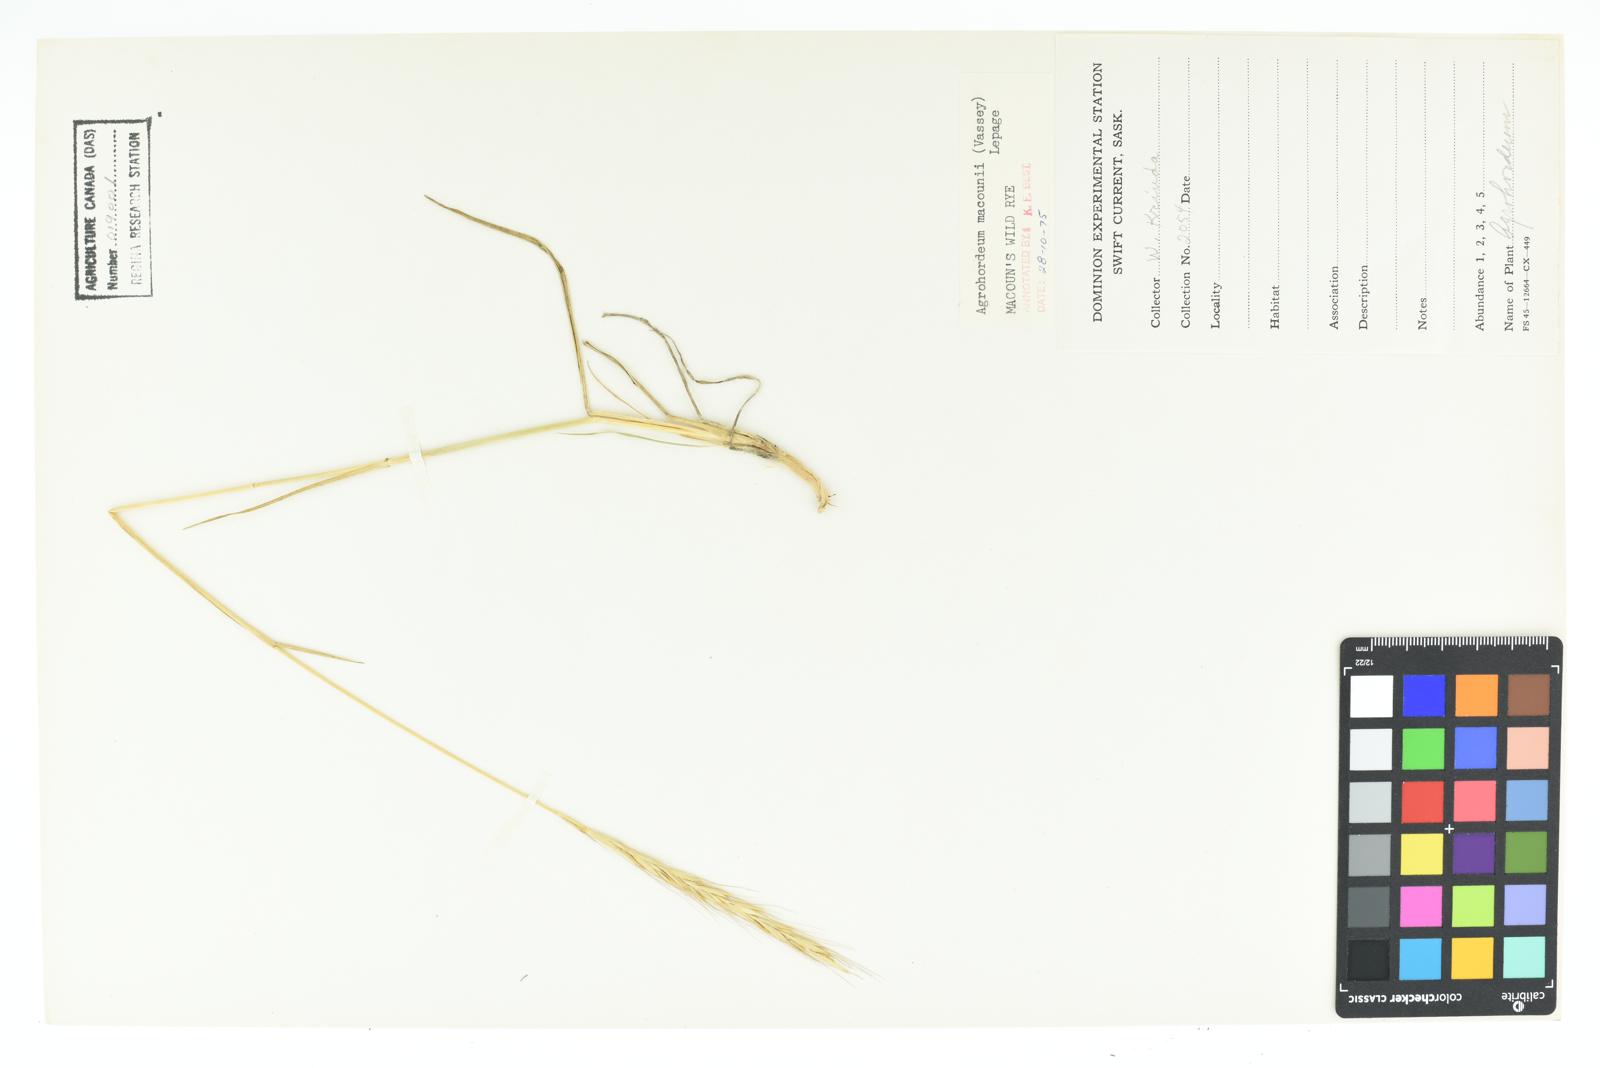 AGRICULTURE CANADA (DAS)
Number
REGINA RESEARCH STATION
Agrohordeum macounii (Vassey)
Lepage
MACOUN'S WILD RYE
ANNOTATED BY: K. F. BEST
DATE: 28-10-75
DOMINION EXPERIMENTAL STATION
SWIFT CURRENT, SASK.
Collector W.
Collection No. 2054 Date
Locality
Habitat
Association
Description
Notes
Abundance 1, 2, 3, 4, 5
Name of Plant Agrohordeum
FS 45—12664—CX—449
colorchecker CLASSIC
calibrite
12/22
mm